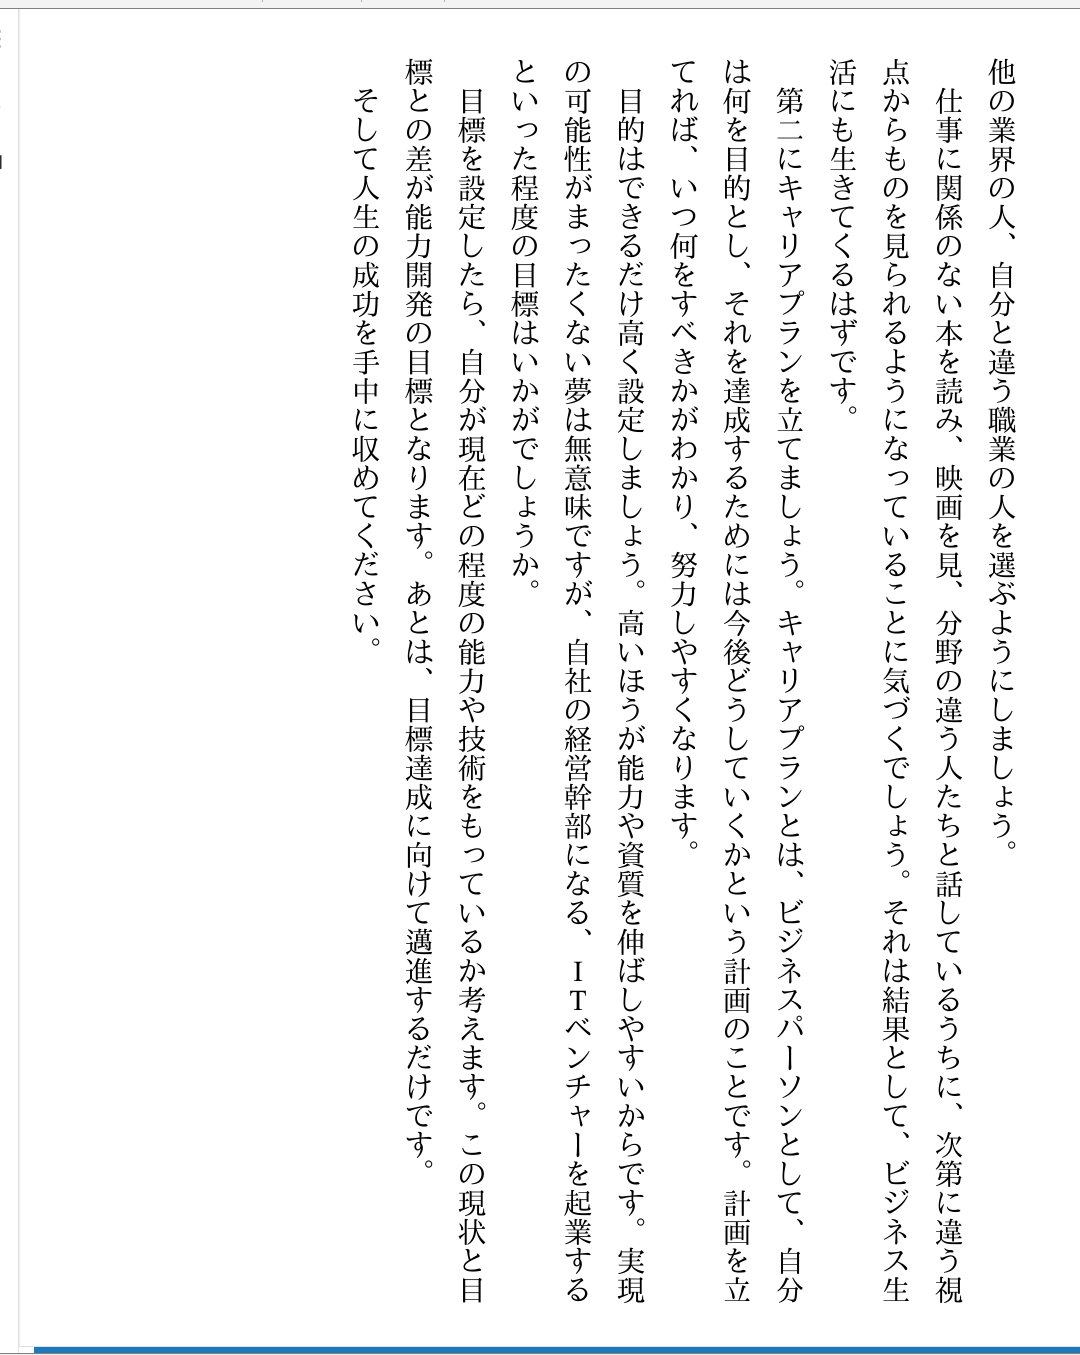 他の業界の人、自分と違う職業の人を選ぶようにしましょう。
仕事に関係のない本を読み、映画を見、分野の違う人たちと話しているうちに、次第に違う視
点からものを見られるようになっていることに気づくでしょう。それは結果として、ビジネス生
活にも生きてくるはずです。
第二にキャリアプランを立てましょう。キャリアプランとは、ビジネスパーソンとして、自分
は何を目的とし、それを達成するためには今後どうしていくかという計画のことです。計画を立
てれば、いつ何をすべきかがわかり、努力しやすくなります。
目的はできるだけ高く設定しましょう。高いほうが能力や資質を伸ばしやすいからです。実現
の可能性がまったくない夢は無意味ですが、自社の経営幹部になる、ITベンチャーを起業する
といった程度の目標はいかがでしょうか。
目標を設定したら、自分が現在どの程度の能力や技術をもっているか考えます。この現状と目
標との差が能力開発の目標となります。あとは、目標達成に向けて邁進するだけです。
そして人生の成功を手中に収めてください。